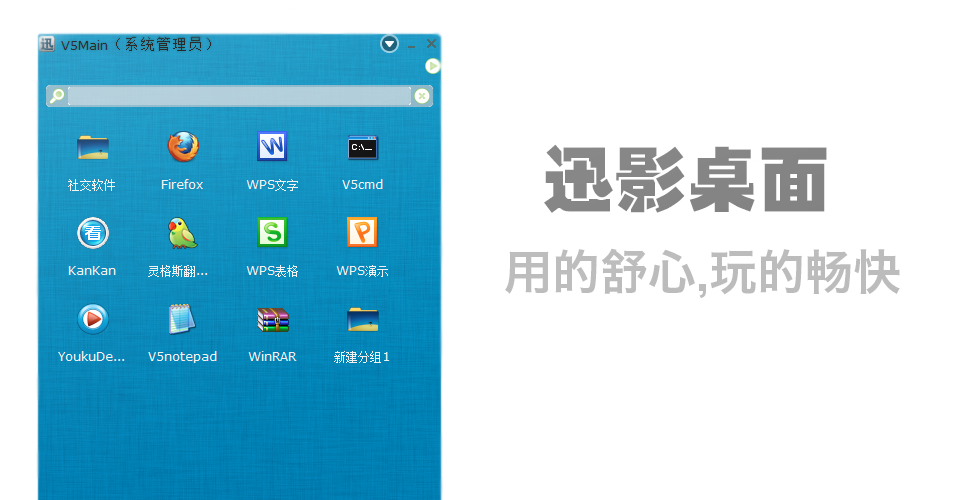 迅 V5Main（系统管理员）
社交软件 Firefox WPS文字 V5cmd
看
KanKan 灵格斯翻... WPS表格 WPS演示
YoukuDe... V5notepad WinRAR 新建分组1
迅影桌面
用的舒心,玩的畅快